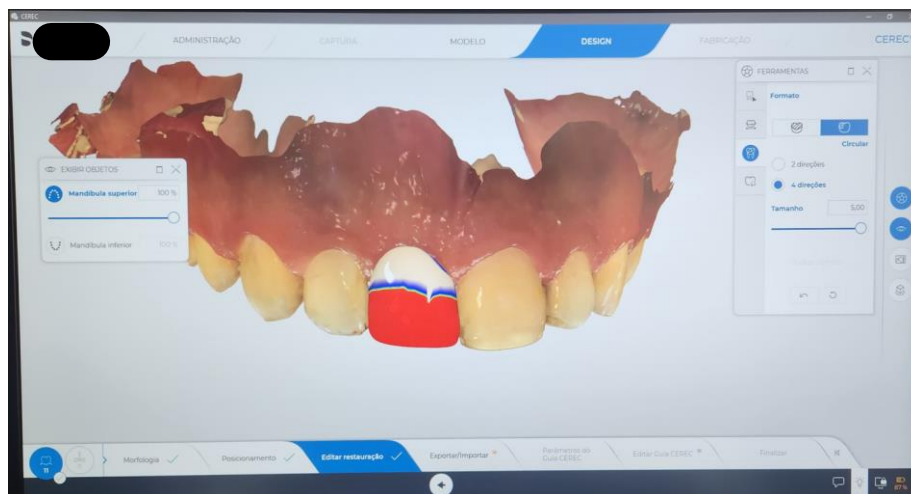 CEREC
ADMINISTRAÇÃO
CAPTURA
MODELO
DESIGN
FABRICAÇÃO
CEREC
EXIBIR OBJETOS
Mandíbula superior 100 %
Mandíbula inferior 100 %
FERRAMENTAS
Formato
Circular
2 direções
4 direções
Tamanho 5,00
11
Morfologia
Posicionamento
Editar restauração
Exportar/Importar
Parâmetros do
Guia CEREC
Editar Guia CEREC
Finalizar
87 %